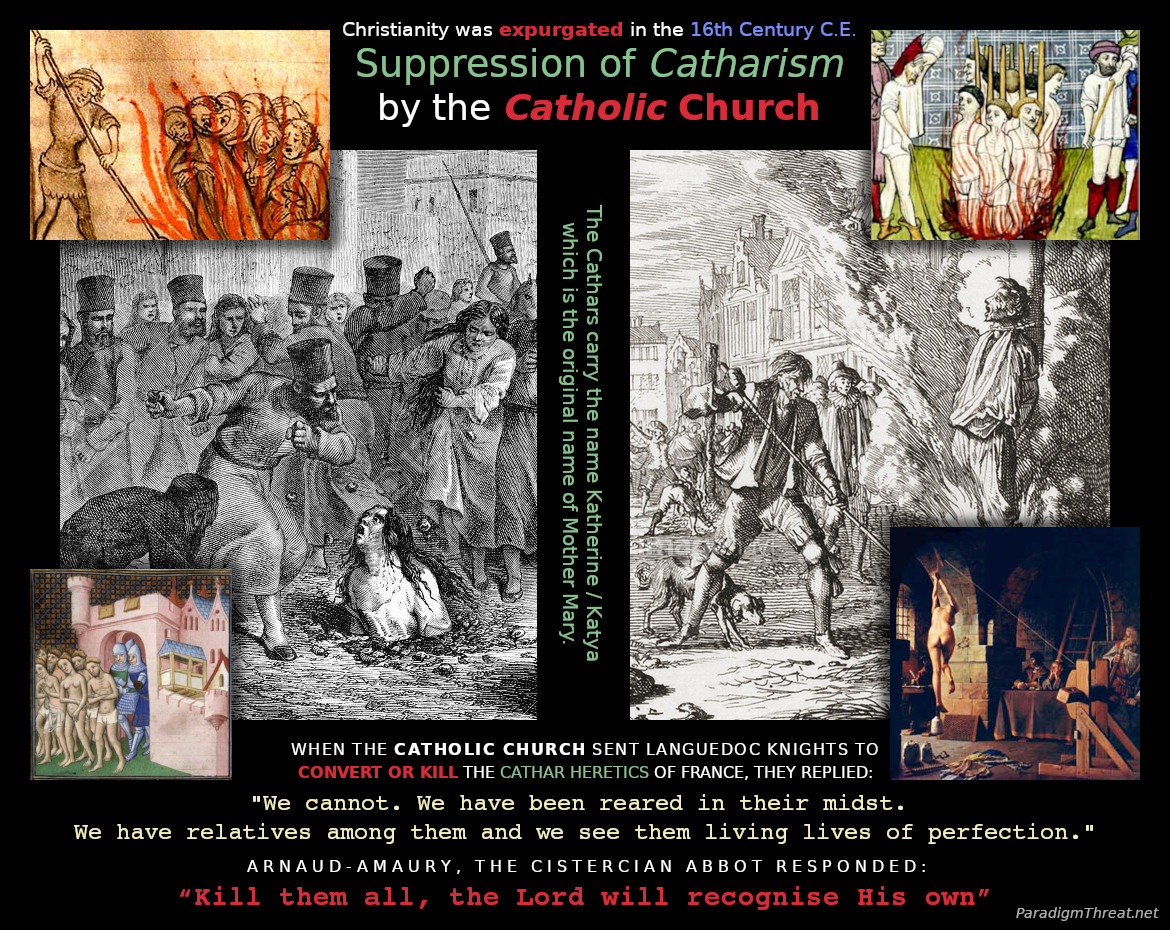 Christianity was expurgated in the 16th Century C.E.
Suppression of Catharism
by the Catholic Church
The Cathars carry the name Katherine / Katya
which is the original name of Mother Mary.
WHEN THE CATHOLIC CHURCH SENT LANGUEDOC KNIGHTS TO
CONVERT OR KILL THE CATHAR HERETICS OF FRANCE, THEY REPLIED:
"We cannot. We have been reared in their midst.
We have relatives among them and we see them living lives of perfection."
ARNAUD-AMAURY, THE CISTERCIAN ABBOT RESPONDED:
“Kill them all, the Lord will recognise His own”
ParadigmThreat.net